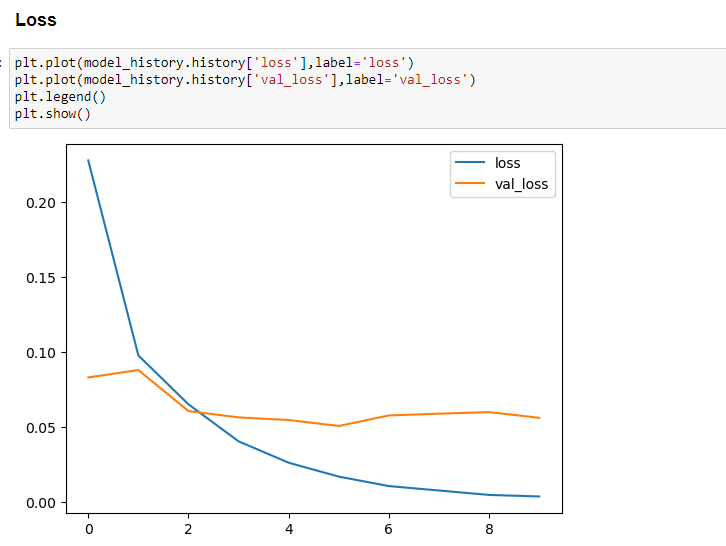 Loss
:
plt.plot(model_history.history['loss'],label='loss')
plt.plot(model_history.history['val_loss'],label='val_loss')
plt.legend()
plt.show()
loss
val_loss
0.20
0.15
0.10
0.05
0.00
0 2 4 6 8